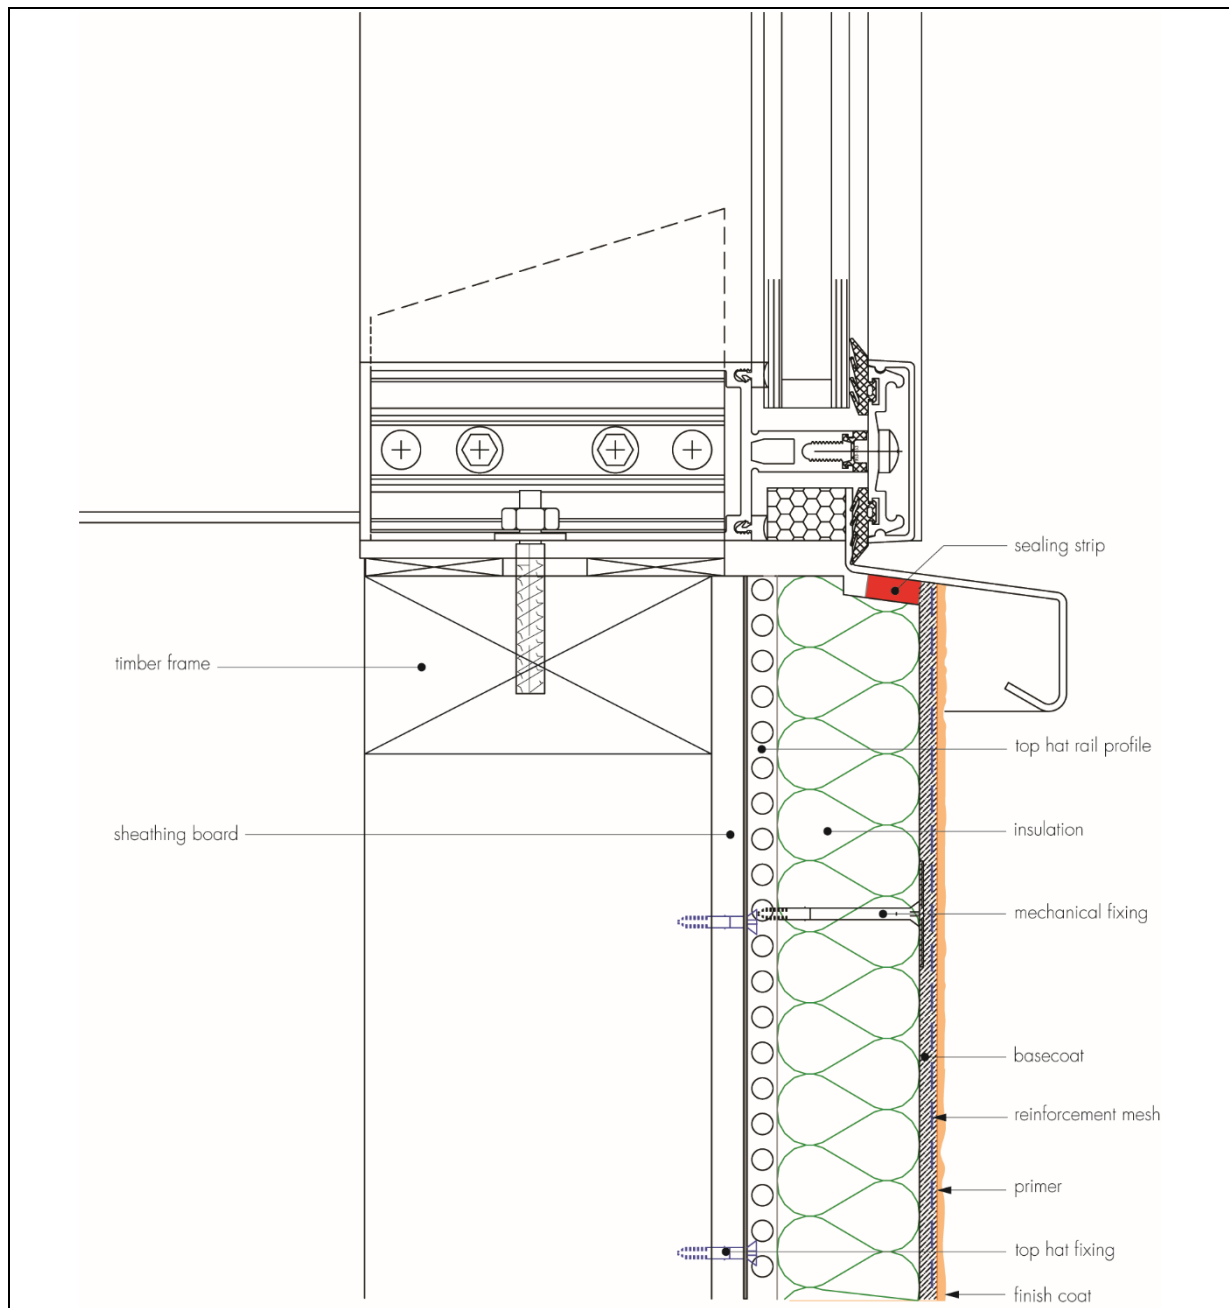 sealing strip
timber frame
top hat rail profile
sheathing board
insulation
mechanical fixing
basecoat
reinforcement mesh
primer
top hat fixing
finish coat